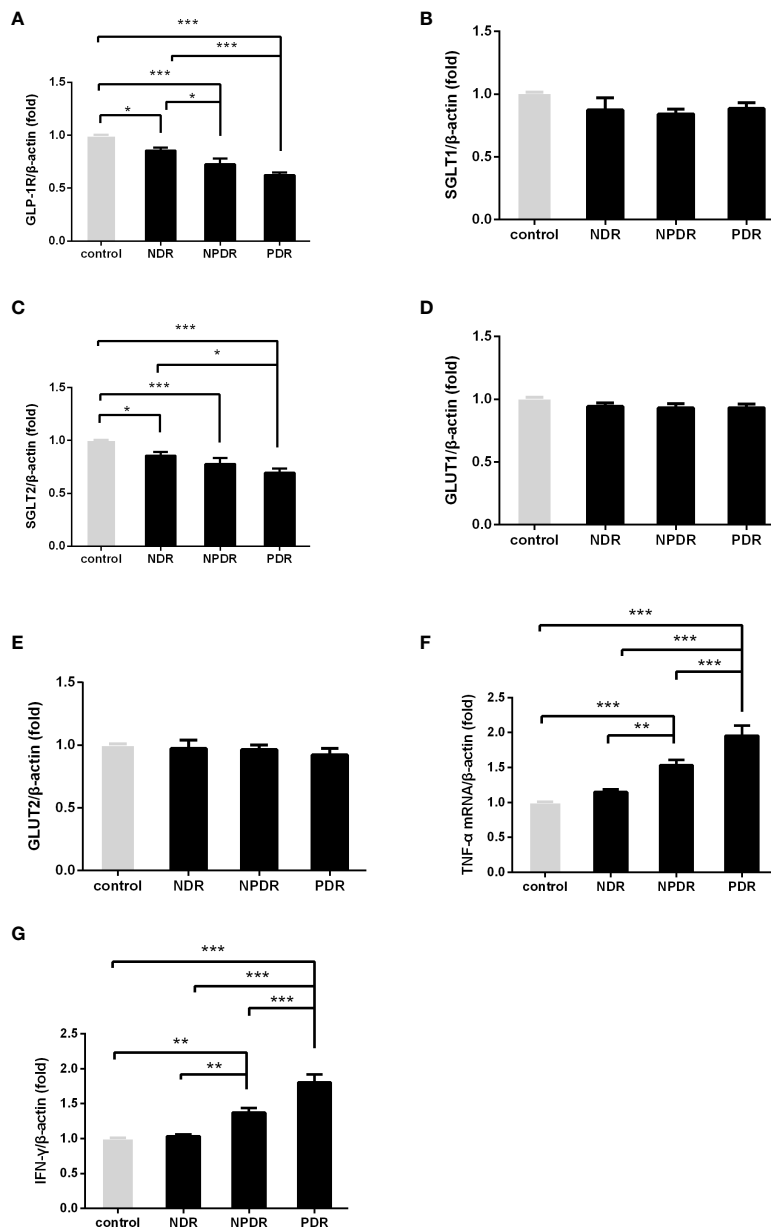 A
***
***
***
*
*
GLP-1R/β-actin (fold)
1.5
1.0
0.5
0.0
control NDR NPDR PDR
B
SGLT1/β-actin (fold)
1.5
1.0
0.5
0.0
control NDR NPDR PDR
C
***
*
***
*
SGLT2/β-actin (fold)
1.5
1.0
0.5
0.0
control NDR NPDR PDR
D
GLUT1/β-actin (fold)
1.5
1.0
0.5
0.0
control NDR NPDR PDR
E
GLUT2/β-actin (fold)
1.5
1.0
0.5
0.0
control NDR NPDR PDR
F
***
***
***
***
**
TNF-α mRNA/β-actin (fold)
2.5
2.0
1.5
1.0
0.5
0.0
control NDR NPDR PDR
G
***
***
***
**
**
IFN-γ/β-actin (fold)
2.5
2.0
1.5
1.0
0.5
0.0
control NDR NPDR PDR